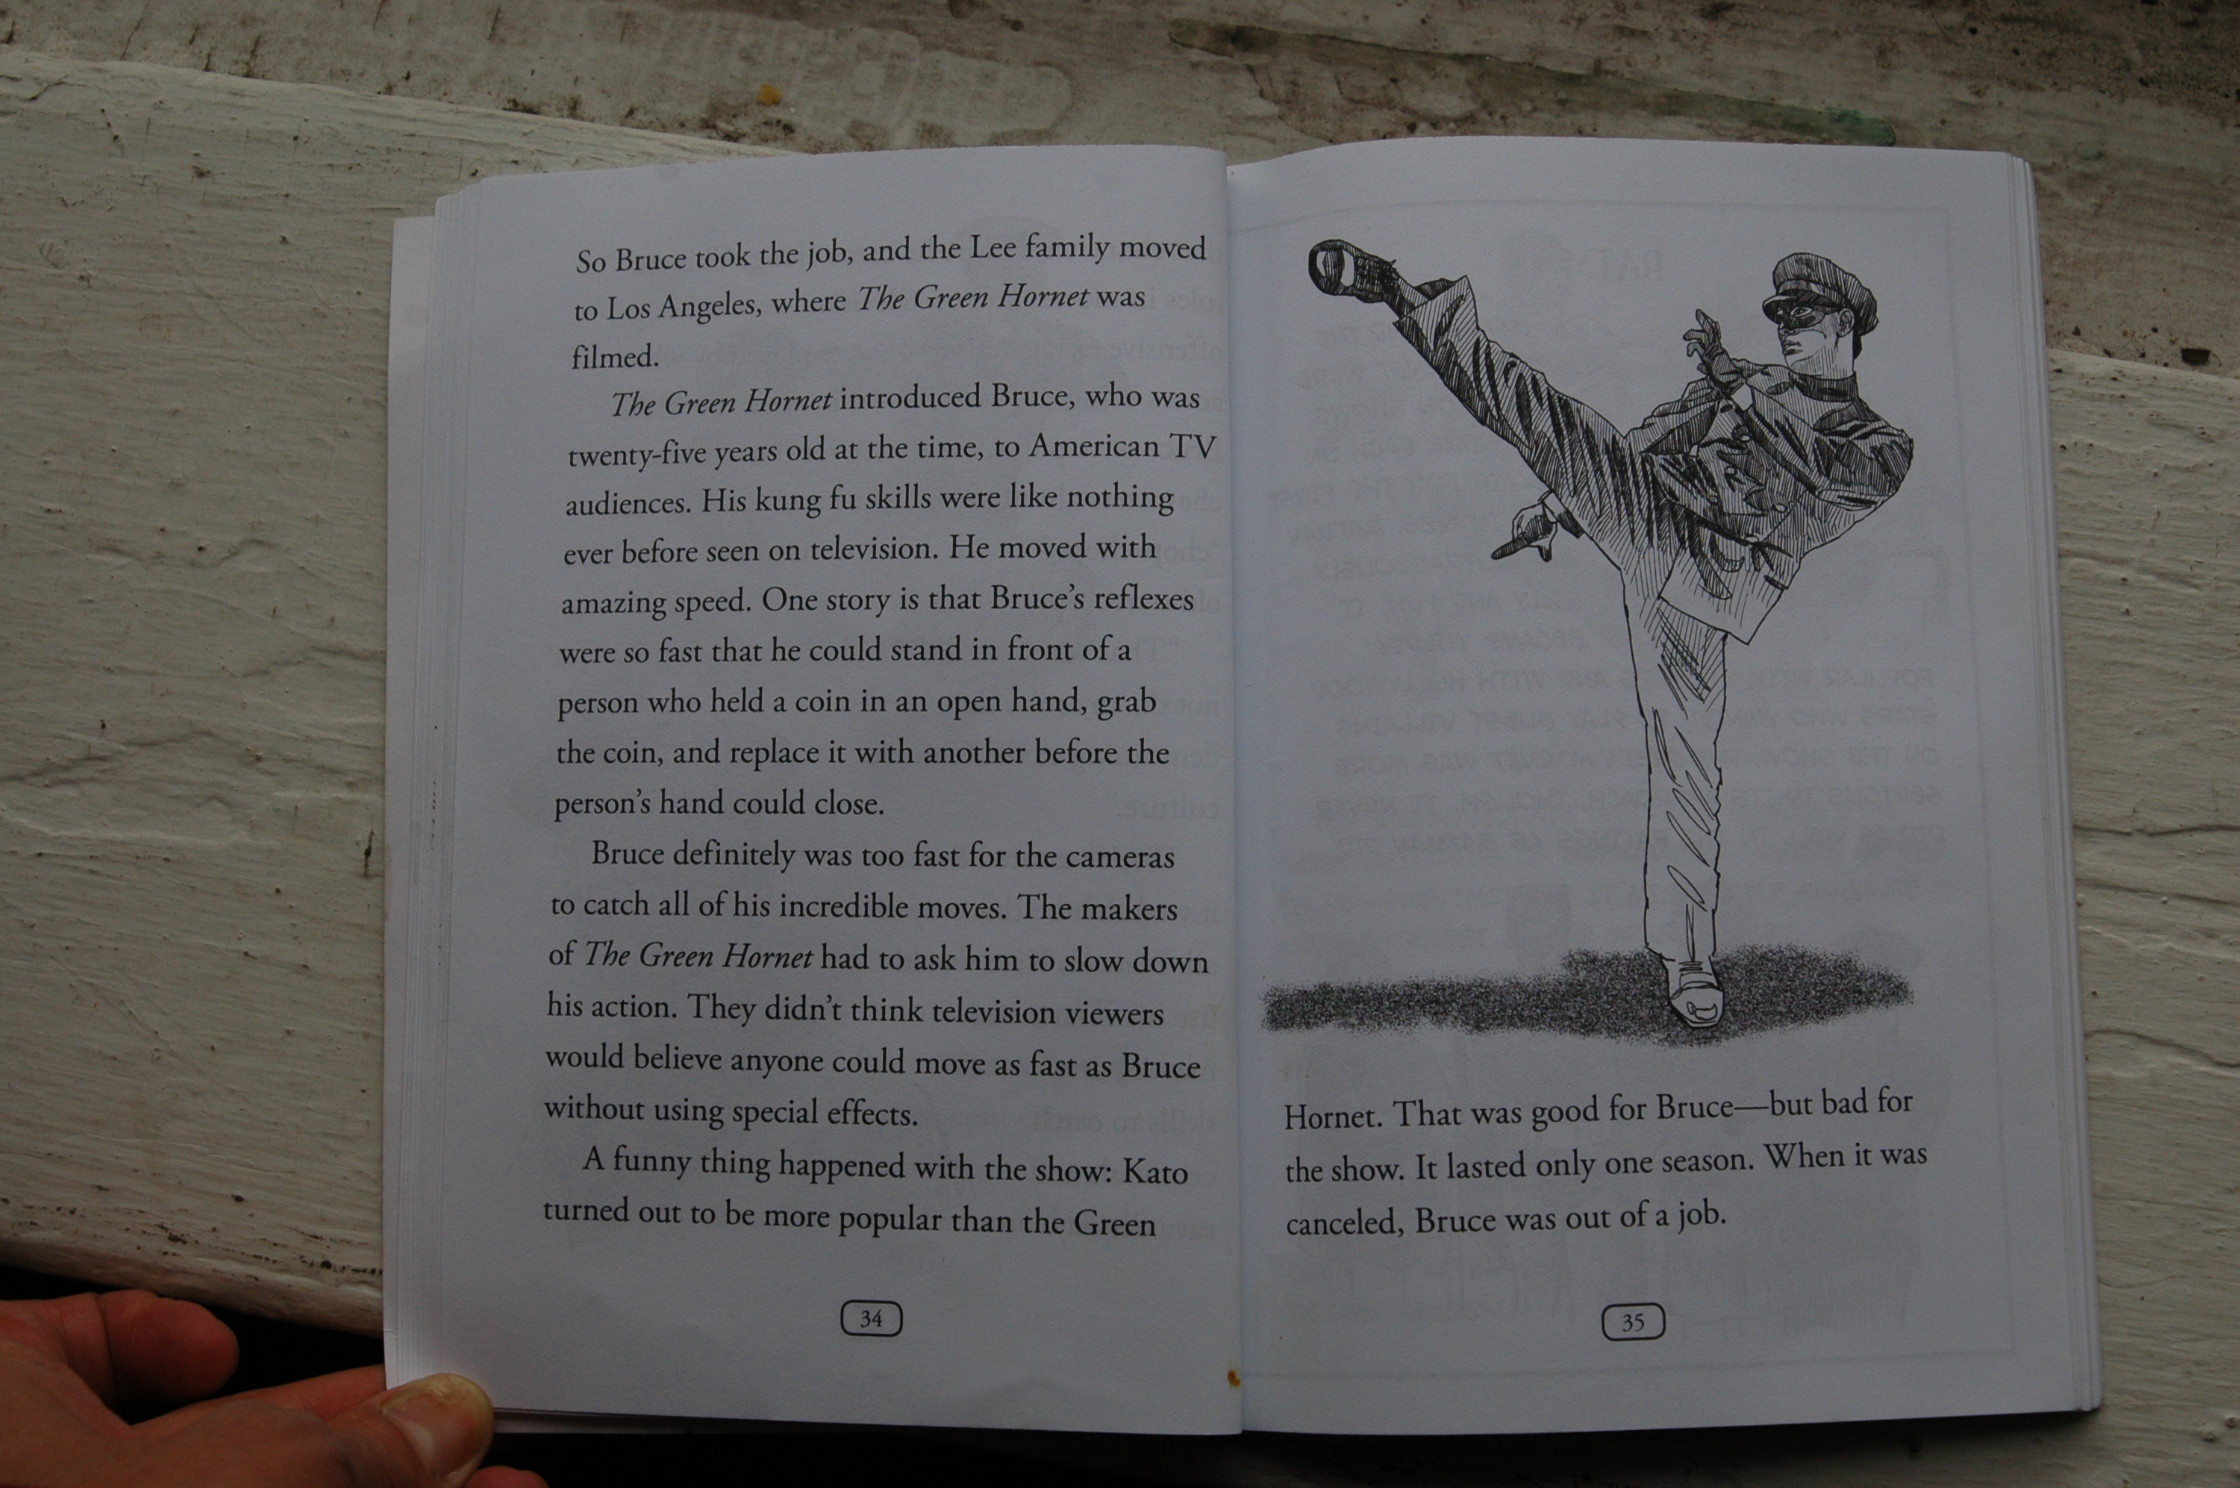 So Bruce took the job, and the Lee family moved
to Los Angeles, where The Green Hornet was
filmed.
The Green Hornet introduced Bruce, who was
twenty-five years old at the time, to American TV
audiences. His kung fu skills were like nothing
ever before seen on television. He moved with
amazing speed. One story is that Bruce's reflexes
were so fast that he could stand in front of a
person who held a coin in an open hand, grab
the coin, and replace it with another before the
person's hand could close.
Bruce definitely was too fast for the cameras
to catch all of his incredible moves. The makers
of The Green Hornet had to ask him to slow down
his action. They didn't think television viewers
would believe anyone could move as fast as Bruce
without using special effects.
A funny thing happened with the show: Kato
turned out to be more popular than the Green
34
Hornet. That was good for Bruce—but bad for
the show. It lasted only one season. When it was
canceled, Bruce was out of a job.
35